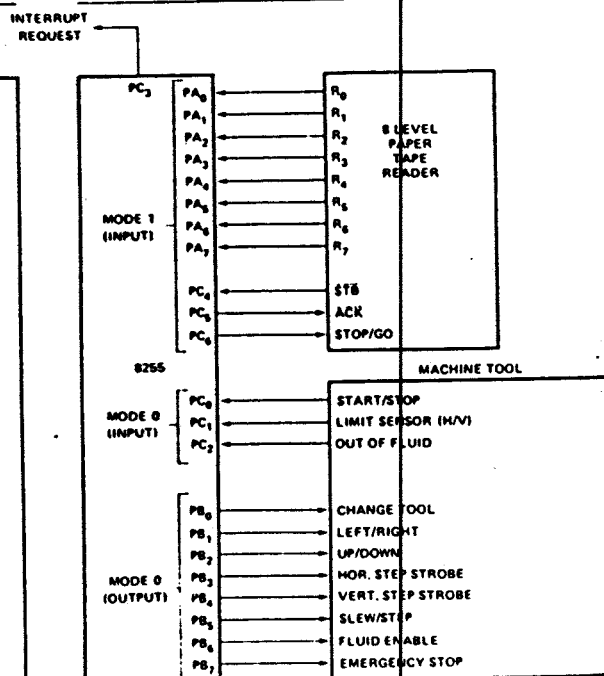 INTERRUPT
REQUEST
PC3
PA0 R0
PA1 R1
PA2 R2
PA3 R3
PA4 R4
PA5 R5
PA6 R6
PA7 R7
8 LEVEL
PAPER
TAPE
READER
MODE 1
(INPUT)
PC4 STB
PC5 ACK
PC6 STOP/GO
8255
MACHINE TOOL
MODE 0
(INPUT)
PC0 START/STOP
PC1 LIMIT SENSOR (H/V)
PC2 OUT OF FLUID
MODE 0
(OUTPUT)
PB0 CHANGE TOOL
PB1 LEFT/RIGHT
PB2 UP/DOWN
PB3 HOR. STEP STROBE
PB4 VERT. STEP STROBE
PB5 SLEW/STEP
PB6 FLUID ENABLE
PB7 EMERGENCY STOP